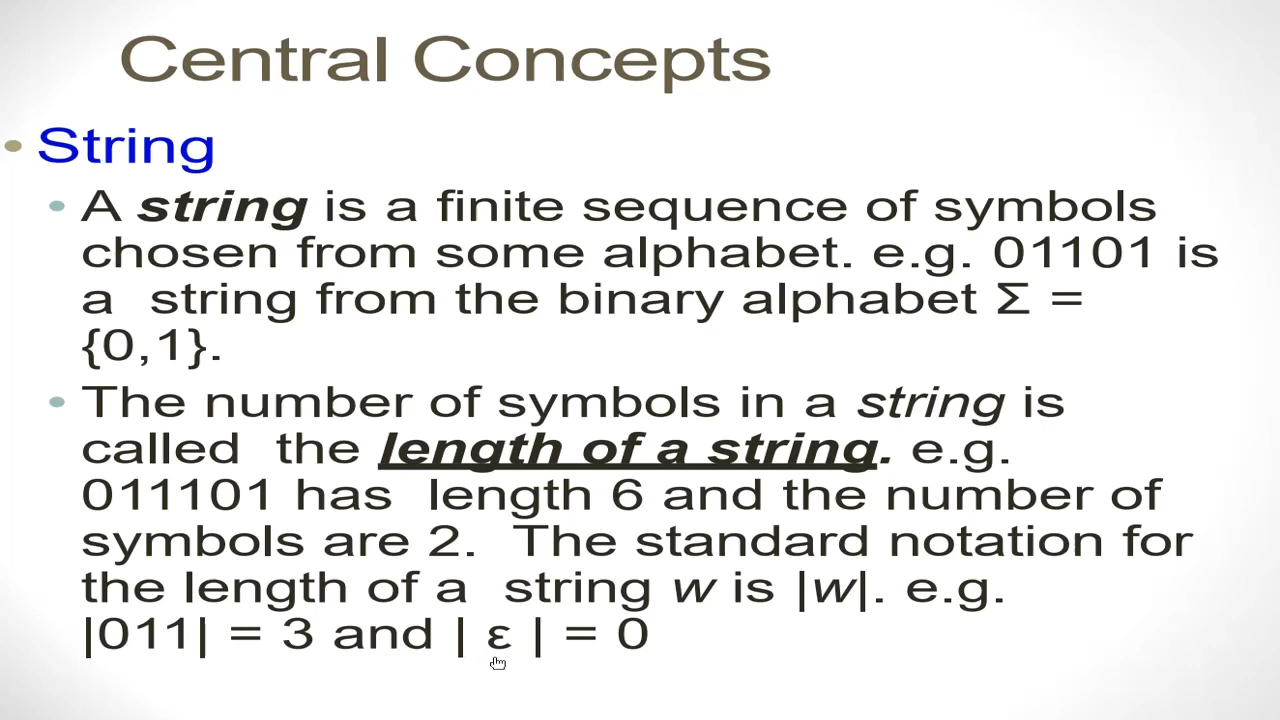 Central Concepts
• String
• A string is a finite sequence of symbols
chosen from some alphabet. e.g. 01101 is
a string from the binary alphabet Σ =
{0,1}.
• The number of symbols in a string is
called the length of a string. e.g.
011101 has length 6 and the number of
symbols are 2. The standard notation for
the length of a string w is |w|. e.g.
|011| = 3 and | ε | = 0